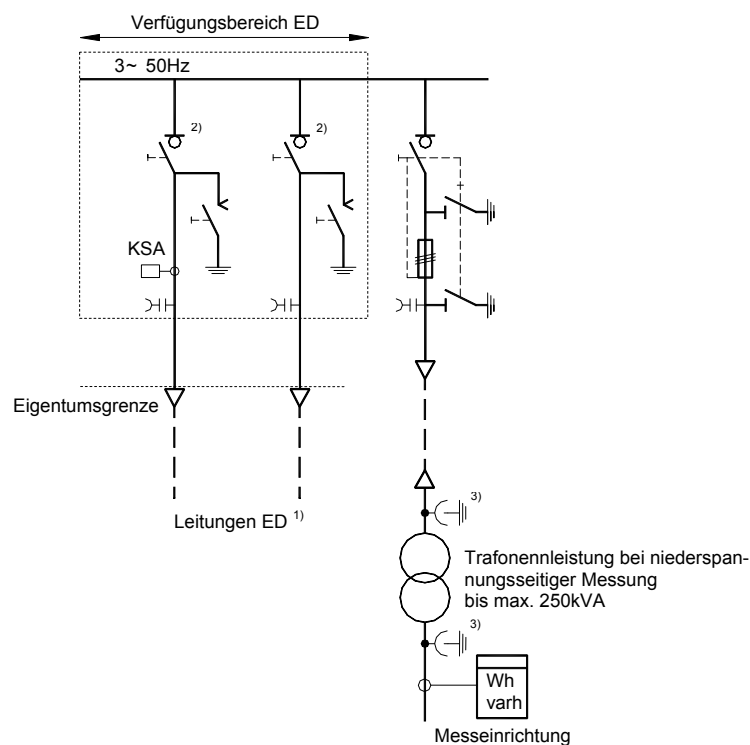 Verfügungsbereich ED
3~ 50Hz
2)
2)
KSA
Eigentumsgrenze
Leitungen ED 1)
3)
Trafonennleistung bei niederspan-
nungsseitiger Messung
bis max. 250kVA
3)
Wh
varh
Messeinrichtung